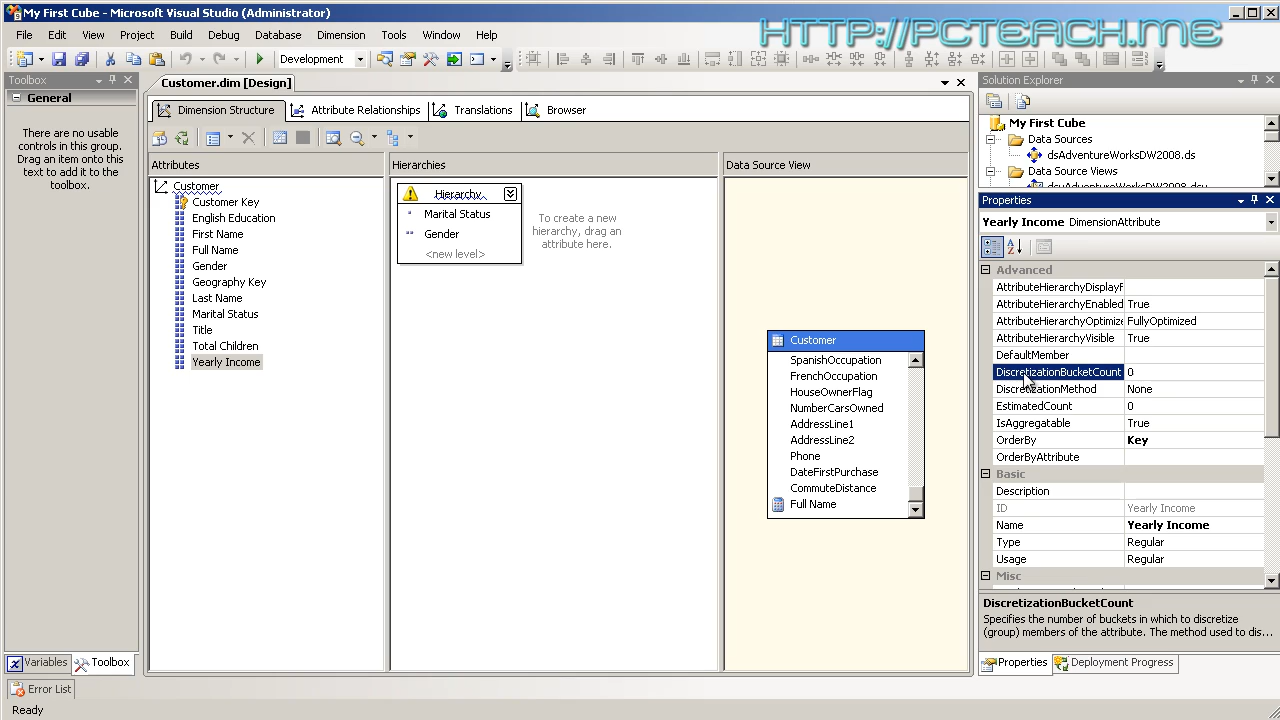 My First Cube - Microsoft Visual Studio (Administrator)
HTTP://PCTEACH.ME
File
Project
Build
Dimension
Tools
Window
Help
Development
Toolbox
General
There are no usable
controls in this group.
Drag an item onto this
text to add it to the
toolbox.
Variables
Toolbox
Customer.dim [Design]
Dimension Structure
Attribute Relationships
Translations
Browser
Attributes
Customer
Customer Key
English Education
First Name
Full Name
Gender
Geography Key
Last Name
Marital Status
Title
Total Children
Yearly Income
Hierarchies
Hierarchy
Marital Status
Gender
<new level>
To create a new
hierarchy, drag an
attribute here.
Data Source View
Customer
SpanishOccupation
FrenchOccupation
HouseOwnerFlag
NumberCarsOwned
AddressLine1
AddressLine2
Phone
DateFirstPurchase
CommuteDistance
Full Name
Solution Explorer
My First Cube
Data Sources
dsAdventureWorksDW2008.ds
Data Source Views
Properties
Yearly Income DimensionAttribute
Advanced
AttributeHierarchyDisplayF
AttributeHierarchyEnabled True
AttributeHierarchyOptimize FullyOptimized
AttributeHierarchyVisible True
DefaultMember
DiscretizationBucketCount 0
DiscretizationMethod None
EstimatedCount 0
IsAggregatable True
OrderBy Key
OrderByAttribute
Basic
Description
ID Yearly Income
Name Yearly Income
Type Regular
Usage Regular
Misc
DiscretizationBucketCount
Specifies the number of buckets in which to discretize
(group) members of the attribute. The method used to dis...
Properties
Deployment Progress
Error List
Ready